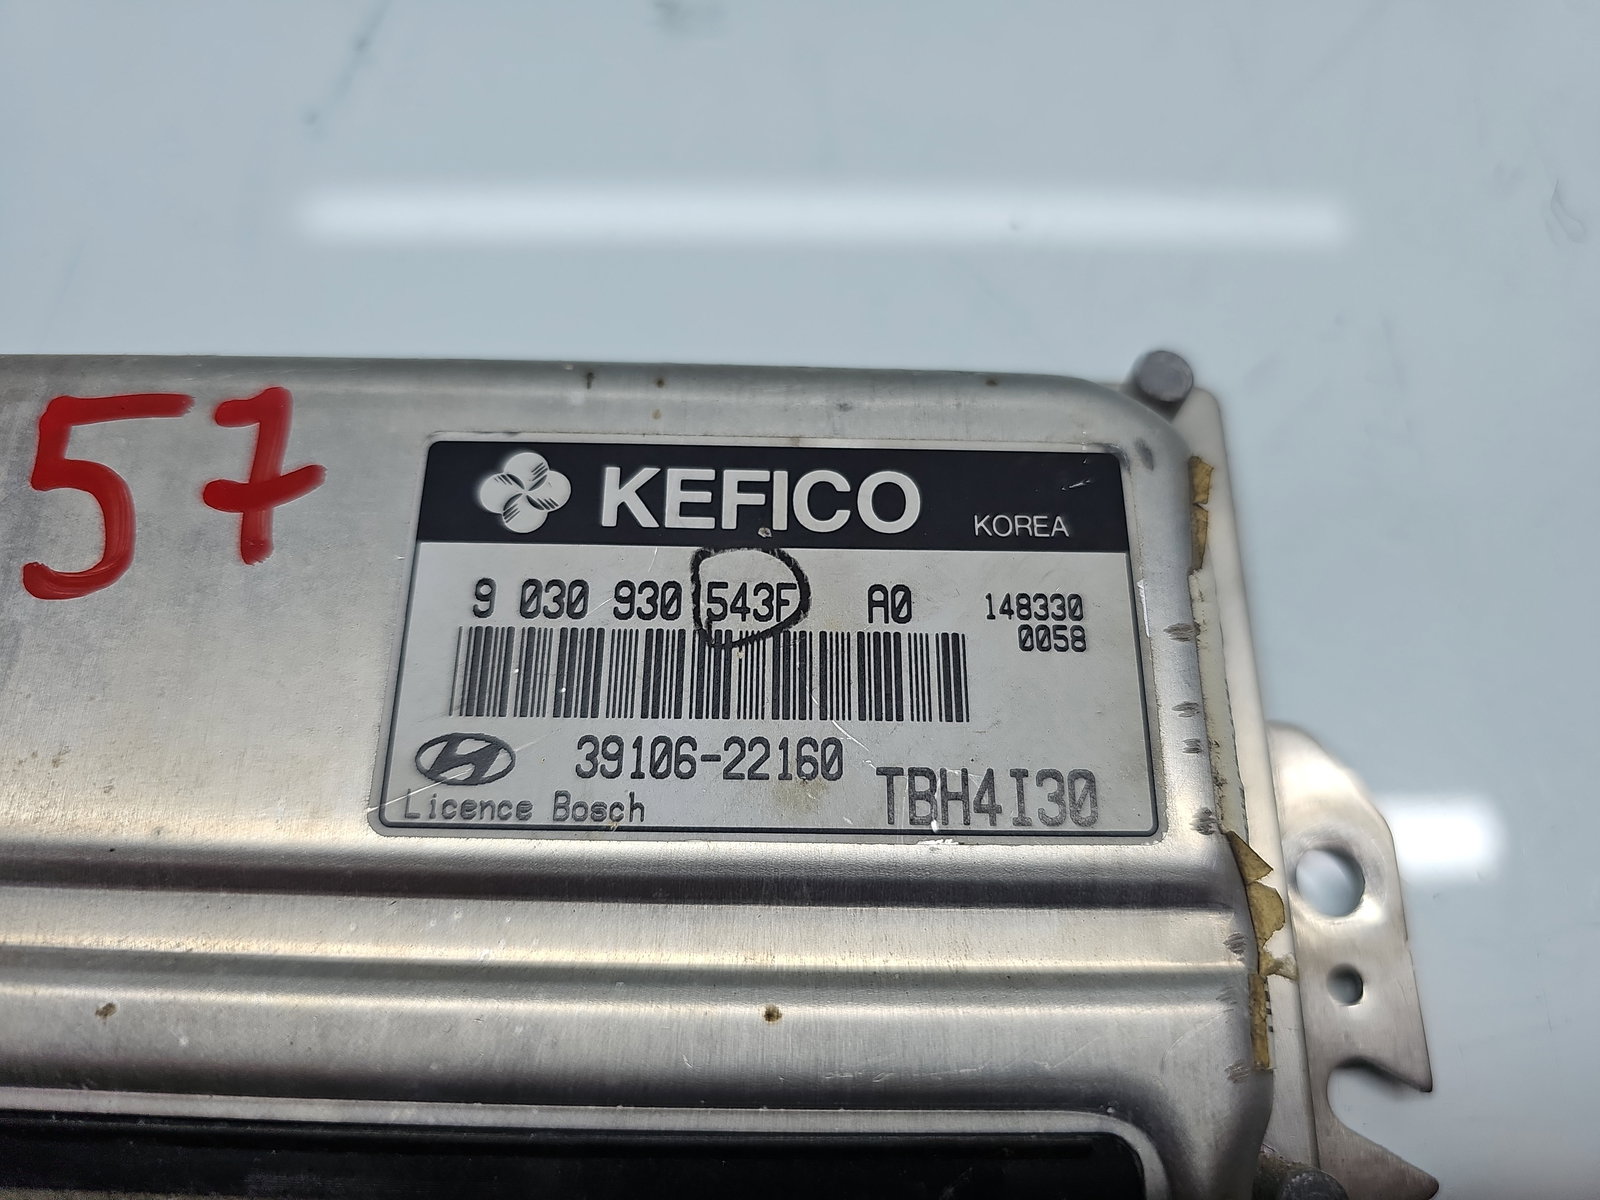 57
KEFICO KOREA
9 030 930 543F A0 148330
0058
39106-22160 TBH4I30
Licence Bosch